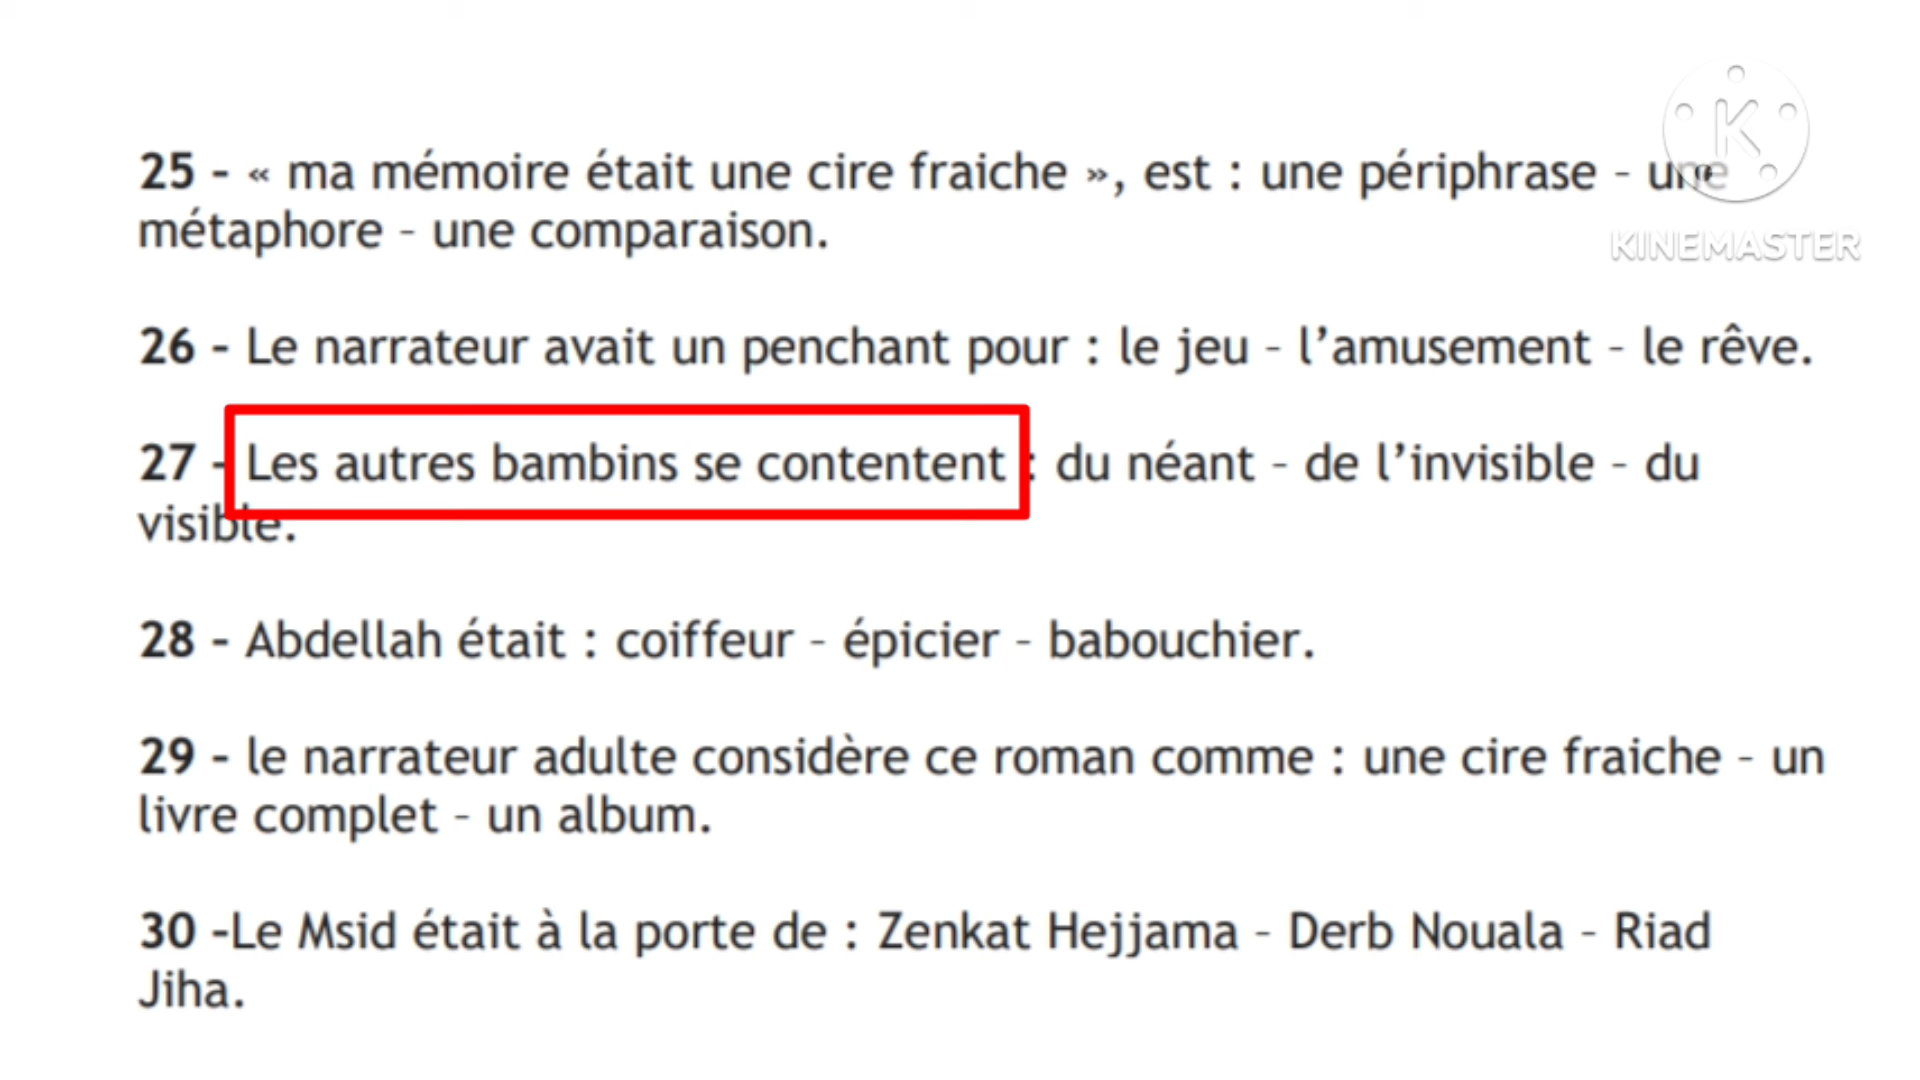 25 - « ma mémoire était une cire fraiche », est : une périphrase – une
métaphore – une comparaison.
KINEMASTER
26 - Le narrateur avait un penchant pour : le jeu – l’amusement – le rêve.
27 - Les autres bambins se contentent : du néant – de l’invisible – du
visible.
28 - Abdellah était : coiffeur – épicier – babouchier.
29 - le narrateur adulte considère ce roman comme : une cire fraiche – un
livre complet – un album.
30 -Le Msid était à la porte de : Zenkat Hejjama – Derb Nouala – Riad
Jiha.